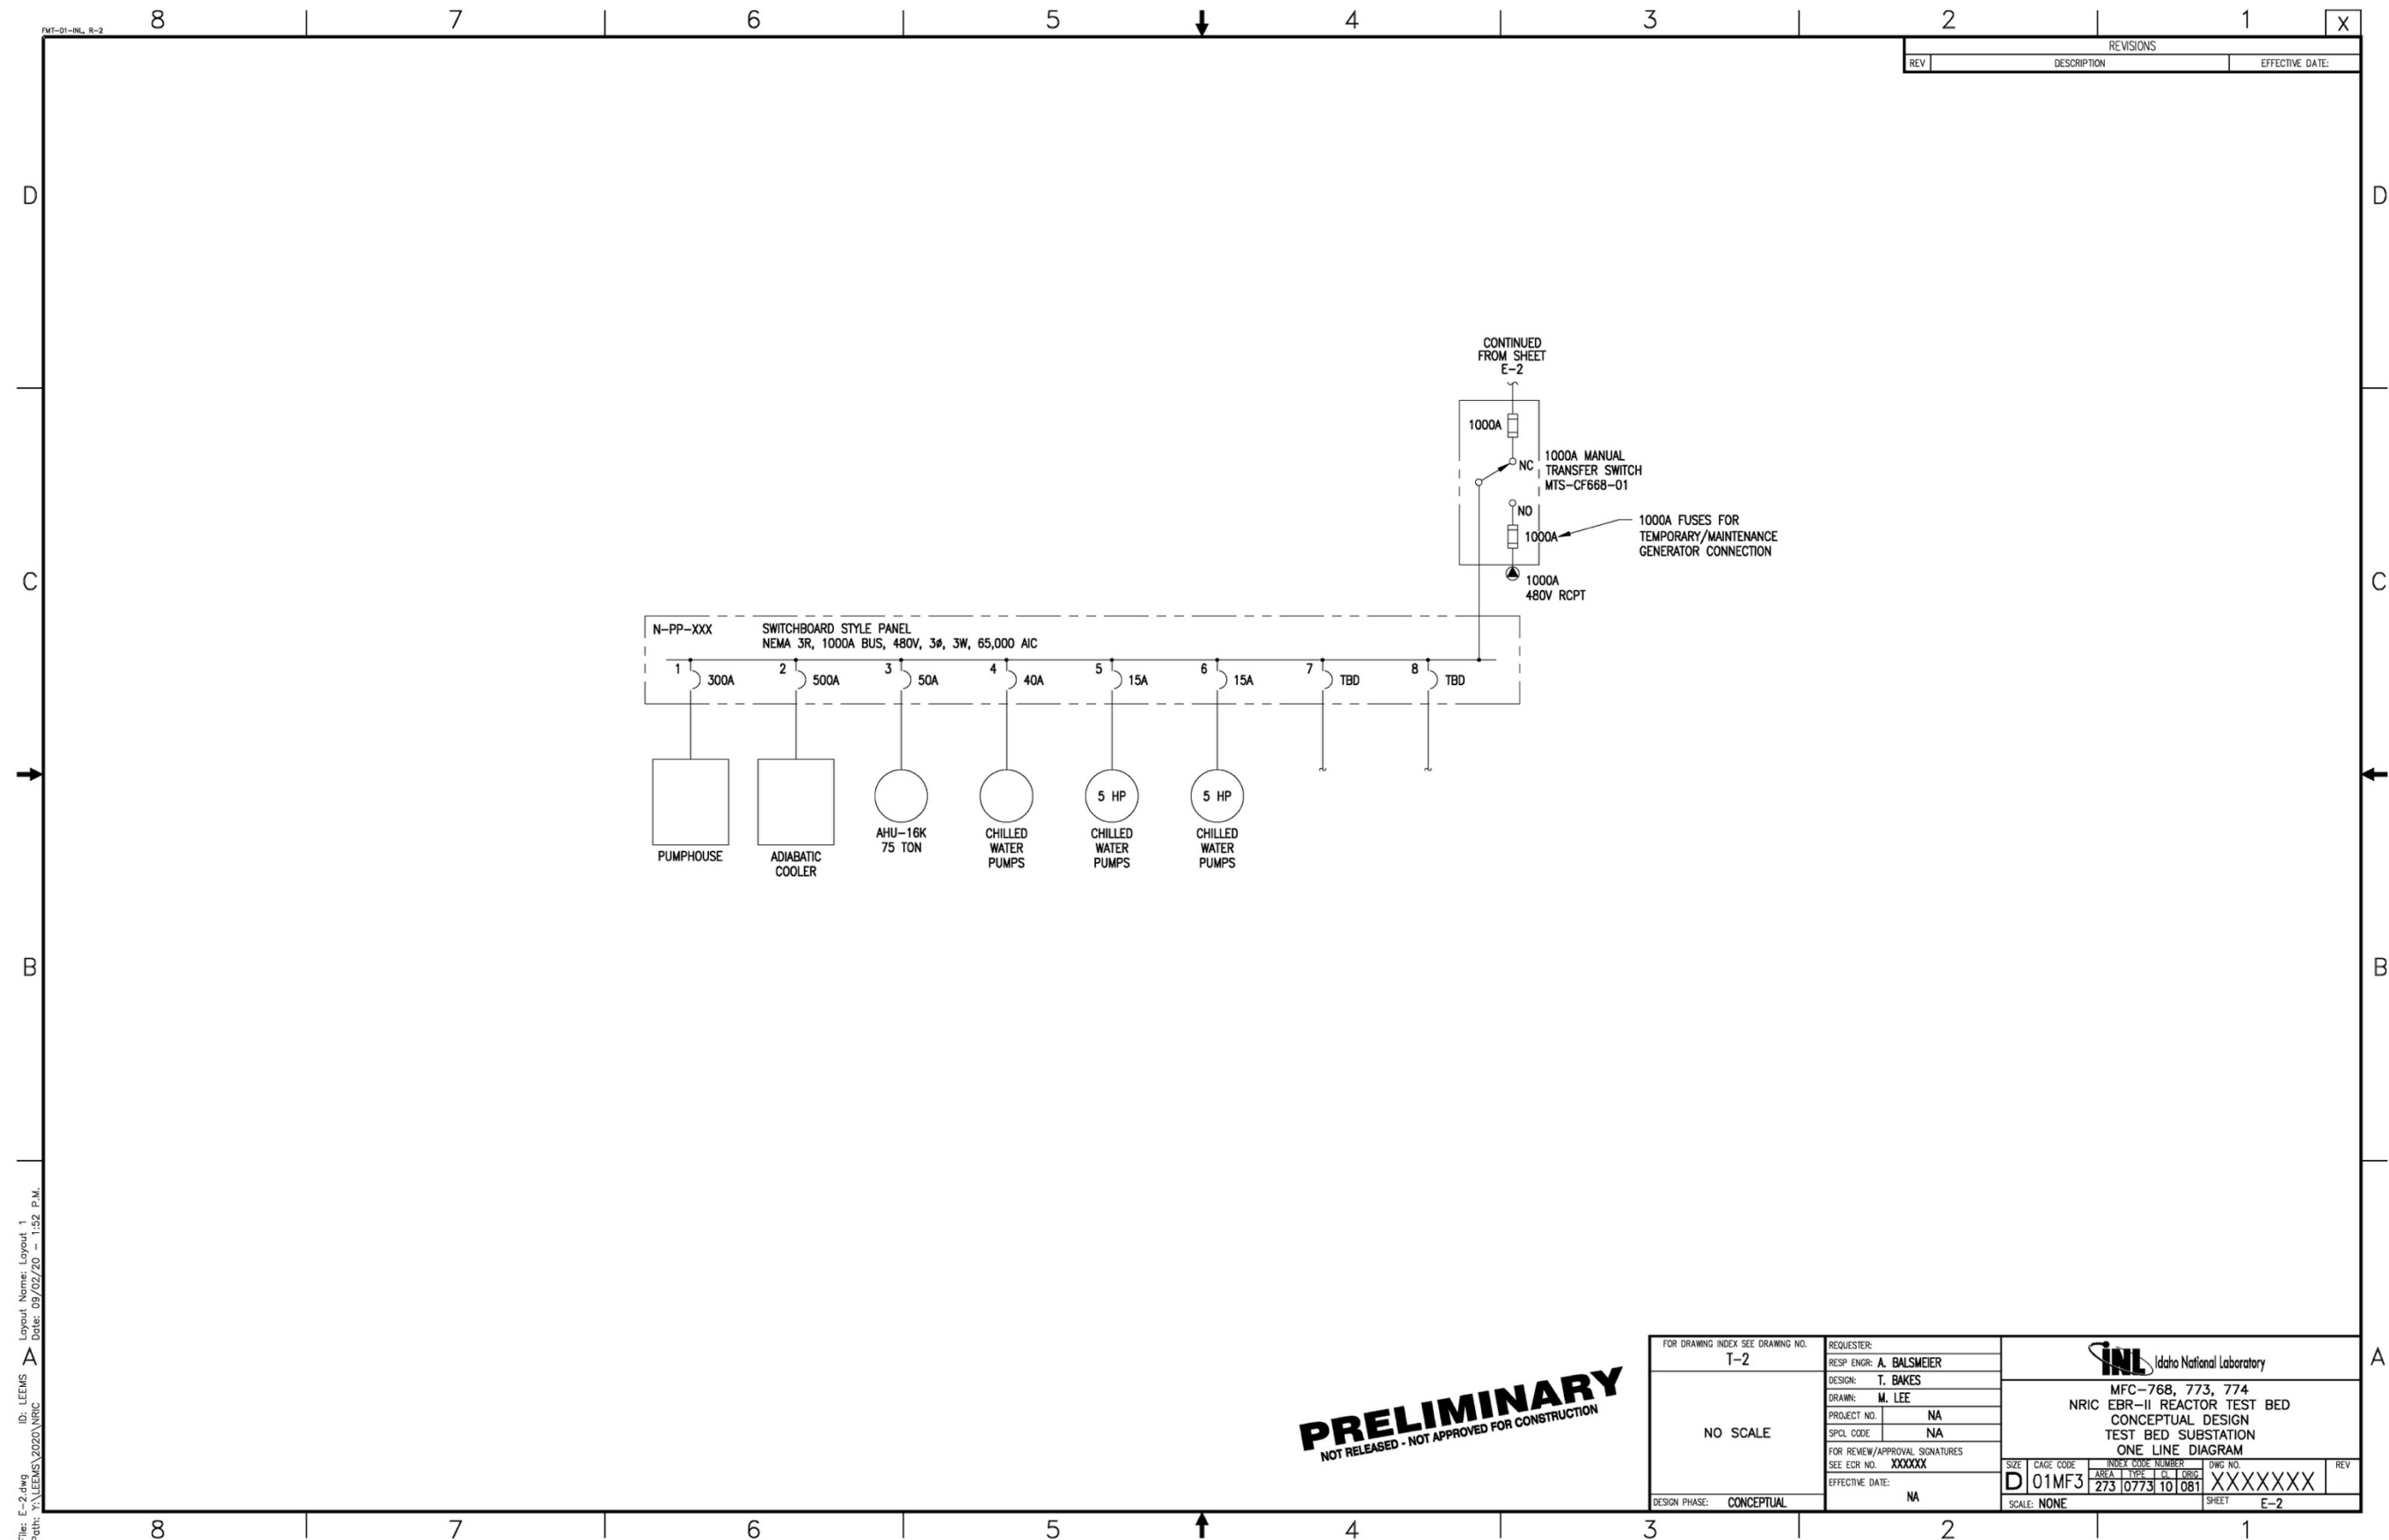 FMT-01-INL, R-2
8 7 6 5 4 3 2 1 X
REVISIONS
REV DESCRIPTION EFFECTIVE DATE:
D D
CONTINUED
FROM SHEET
E-2
1000A
NC
1000A MANUAL
TRANSFER SWITCH
MTS-CF668-01
NO
1000A
1000A FUSES FOR
TEMPORARY/MAINTENANCE
GENERATOR CONNECTION
C C
1000A
480V RCPT
N-PP-XXX
SWITCHBOARD STYLE PANEL
NEMA 3R, 1000A BUS, 480V, 3ø, 3W, 65,000 AIC
1 2 3 4 5 6 7 8
300A 500A 50A 40A 15A 15A TBD TBD
5 HP 5 HP
PUMPHOUSE
ADIABATIC
COOLER
AHU-16K
75 TON
CHILLED
WATER
PUMPS
CHILLED
WATER
PUMPS
CHILLED
WATER
PUMPS
B B
A A
File: E-2.dwg ID: LEEMS Layout Name: Layout 1
Path: Y:\LEEMS\2020\NRIC Date: 09/02/20 - 1:52 P.M.
PRELIMINARY
NOT RELEASED - NOT APPROVED FOR CONSTRUCTION
FOR DRAWING INDEX SEE DRAWING NO.
T-2
NO SCALE
DESIGN PHASE: CONCEPTUAL
REQUESTER:
RESP ENGR: A. BALSMEIER
DESIGN: T. BAKES
DRAWN: M. LEE
PROJECT NO. NA
SPCL CODE NA
FOR REVIEW/APPROVAL SIGNATURES
SEE ECR NO. XXXXXX
EFFECTIVE DATE:
NA
INL Idaho National Laboratory
MFC-768, 773, 774
NRIC EBR-II REACTOR TEST BED
CONCEPTUAL DESIGN
TEST BED SUBSTATION
ONE LINE DIAGRAM
SIZE CAGE CODE INDEX CODE NUMBER DWG NO. REV
AREA TYPE CL ORIG
D 01MF3 273 0773 10 081 XXXXXXX
SCALE: NONE SHEET E-2
8 7 6 5 4 3 2 1